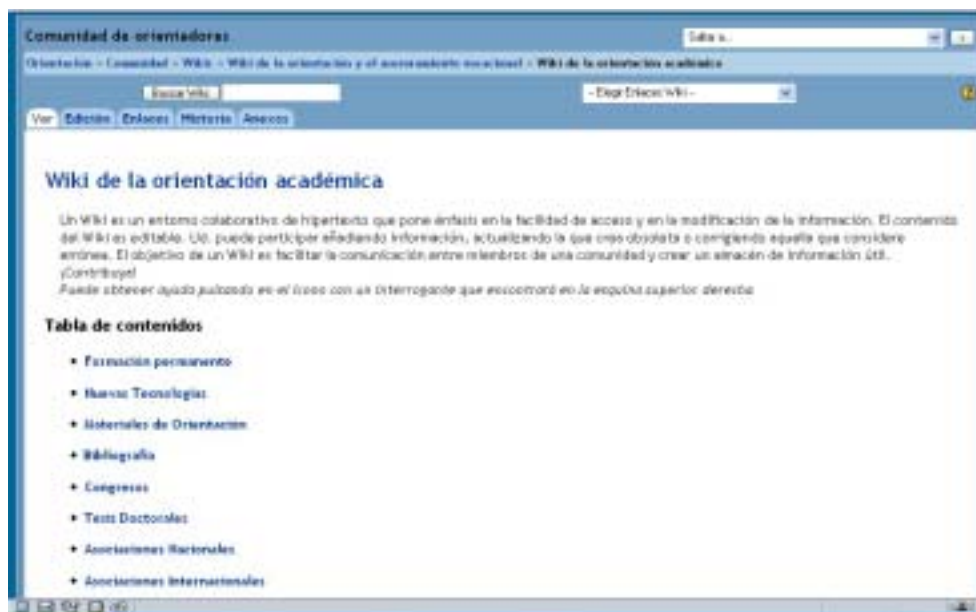 Comunidad de orientadores
Salta a...
Orientación » Comunidad » Wikis » Wiki de la orientación y el asesoramiento vocacional » Wiki de la orientación académica
Buscar Wiki:
- Elegir Enlaces Wiki -
Ver Edición Enlaces Historia Anexos
Wiki de la orientación académica
Un Wiki es un entorno colaborativo de hipertexto que pone énfasis en la facilidad de acceso y en la modificación de la información. El contenido
del Wiki es editable. Ud. puede participar añadiendo información, actualizando la que crea obsoleta o corrigiendo aquella que considere
errónea. El objetivo de un Wiki es facilitar la comunicación entre miembros de una comunidad y crear un almacén de información útil.
¡Contribuye!
Puede obtener ayuda pulsando en el icono con un interrogante que encontrará en la esquina superior derecha
Tabla de contenidos
Formación permanente
Nuevas Tecnologías
Materiales de Orientación
Bibliografía
Congresos
Tesis Doctorales
Asociaciones Nacionales
Asociaciones Internacionales